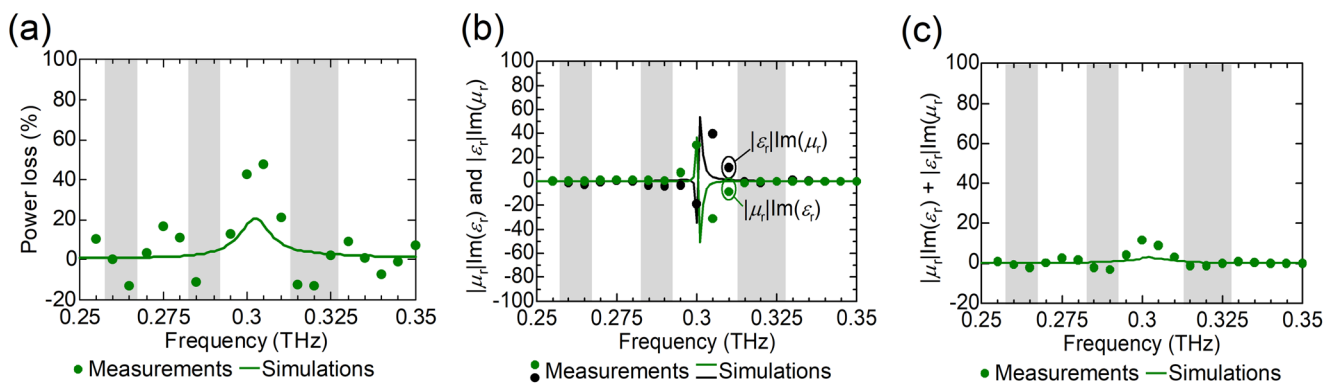 (a)
Power loss (%)
100
80
60
40
20
0
-20
0.25
0.275
0.3
0.325
0.35
Frequency (THz)
Measurements
Simulations
(b)
|μr|Im(εr) and |εr|Im(μr)
100
80
60
40
20
0
-20
-40
-60
-80
-100
|εr|Im(μr)
|μr|Im(εr)
0.25
0.275
0.3
0.325
0.35
Frequency (THz)
Measurements
Simulations
(c)
|μr|Im(εr) + |εr|Im(μr)
100
80
60
40
20
0
-20
0.25
0.275
0.3
0.325
0.35
Frequency (THz)
Measurements
Simulations